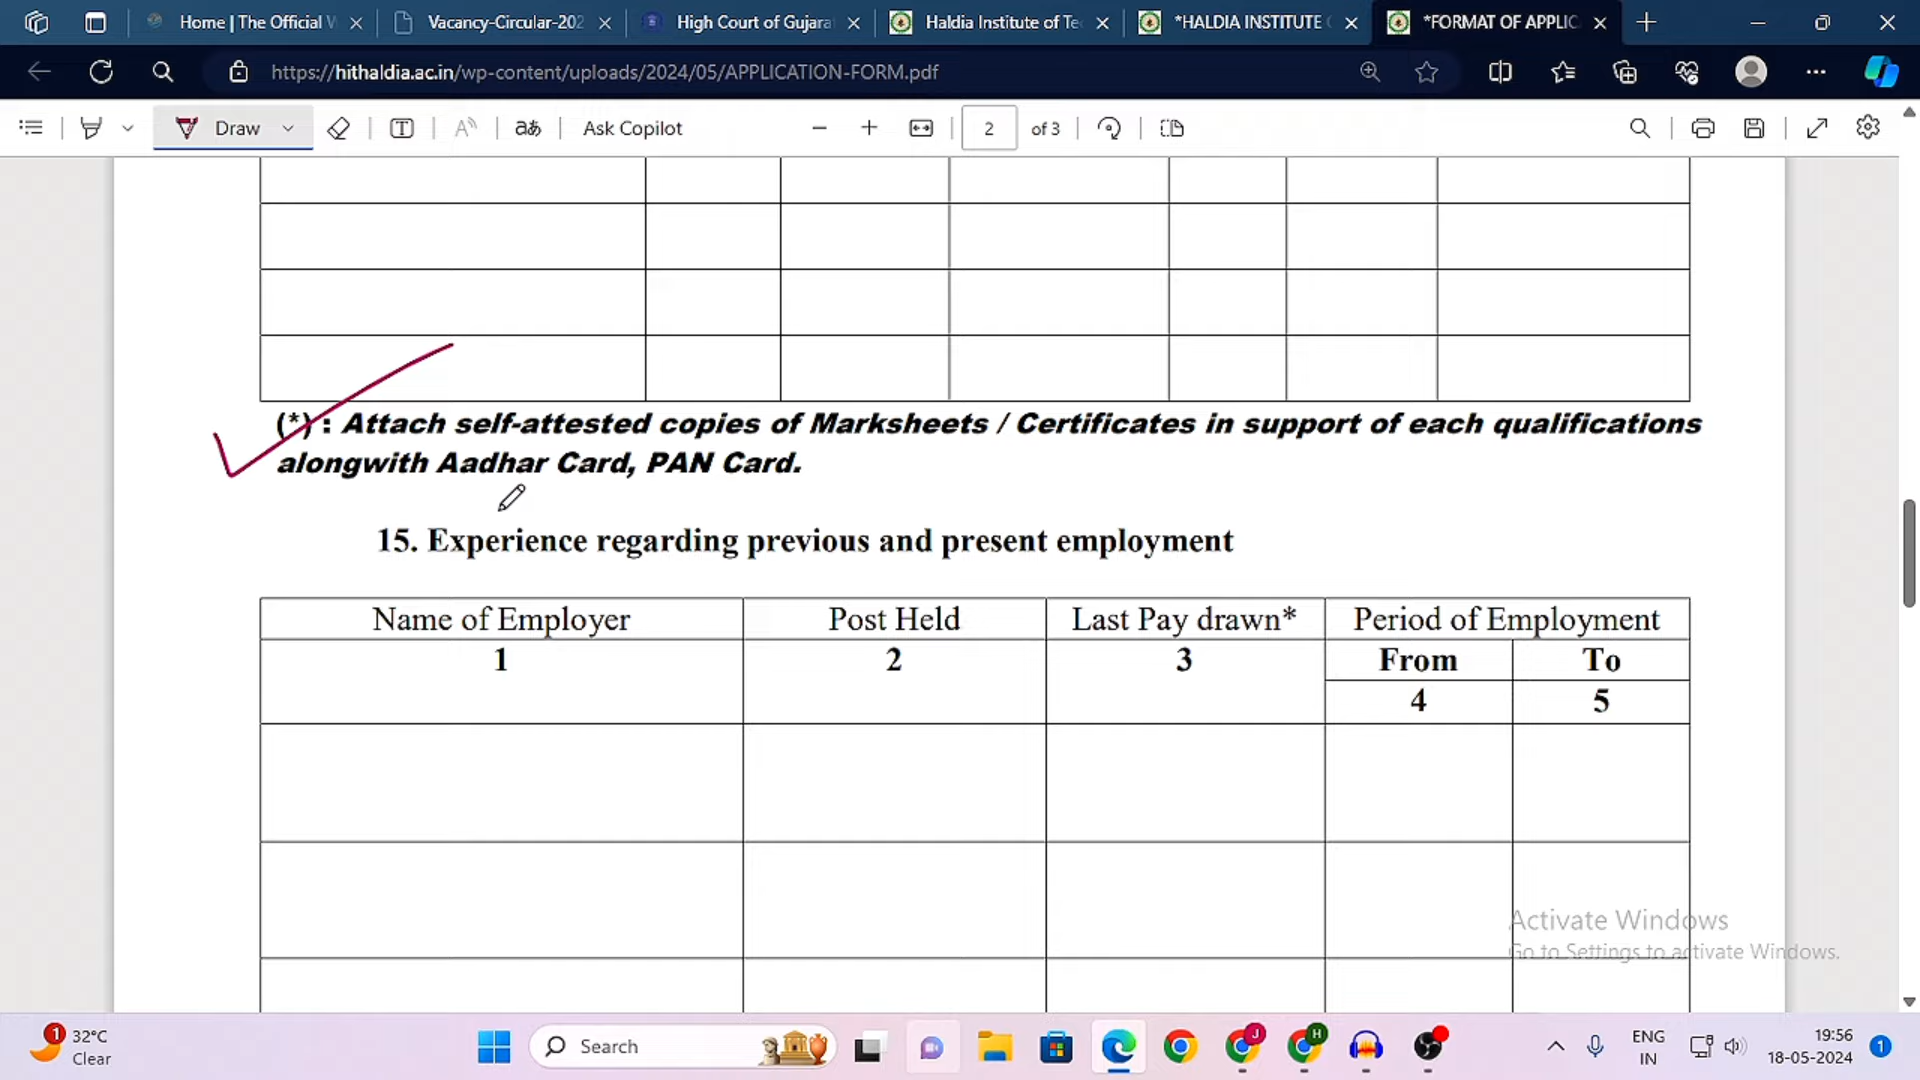 Home | The Official W
Vacancy-Circular-202
High Court of Gujara
Haldia Institute of Te
*HALDIA INSTITUTE
*FORMAT OF APPLIC
https://hithaldia.ac.in/wp-content/uploads/2024/05/APPLICATION-FORM.pdf
Draw
Ask Copilot
2
of 3
(*) : Attach self-attested copies of Marksheets / Certificates in support of each qualifications
alongwith Aadhar Card, PAN Card.
15. Experience regarding previous and present employment
Name of Employer Post Held Last Pay drawn* Period of Employment
1 2 3 From To
4 5
Activate Windows
Go to Settings to activate Windows.
1
32°C
Clear
Search
J
H
ENG
IN
19:56
18-05-2024
1